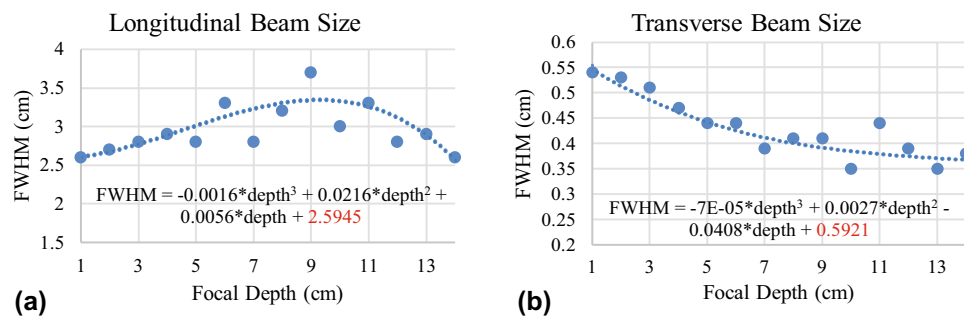 Longitudinal Beam Size
4
3.5
3
2.5
2
1.5
1
FWHM (cm)
FWHM = -0.0016*depth³ + 0.0216*depth² +
0.0056*depth + 2.5945
1 3 5 7 9 11 13
Focal Depth (cm)
(a)
Transverse Beam Size
0.6
0.55
0.5
0.45
0.4
0.35
0.3
0.25
0.2
FWHM (cm)
FWHM = -7E-05*depth³ + 0.0027*depth² -
0.0408*depth + 0.5921
1 3 5 7 9 11 13
Focal Depth (cm)
(b)